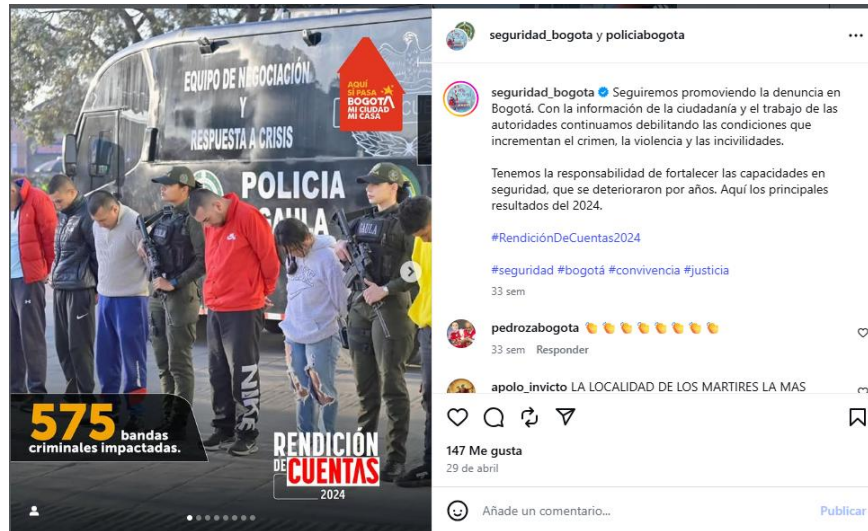 EQUIPO DE NEGOCIACIÓN
Y
RESPUESTA A CRISIS
AQUÍ
SÍ PASA
BOGOTÁ
MI CIUDAD
MI CASA
POLICIA
GAULA
GAULA
NIKE
575 bandas
criminales impactadas.
RENDICIÓN
DE CUENTAS
2024
seguridad_bogota y policiabogota
seguridad_bogota Seguiremos promoviendo la denuncia en
Bogotá. Con la información de la ciudadanía y el trabajo de las
autoridades continuamos debilitando las condiciones que
incrementan el crimen, la violencia y las incivilidades.
Tenemos la responsabilidad de fortalecer las capacidades en
seguridad, que se deterioraron por años. Aquí los principales
resultados del 2024.
#RendiciónDeCuentas2024
#seguridad #bogotá #convivencia #justicia
33 sem
pedrozabogota 👏👏👏👏👏👏👏👏
33 sem Responder
apolo_invicto LA LOCALIDAD DE LOS MARTIRES LA MAS
147 Me gusta
29 de abril
Añade un comentario...
Publicar